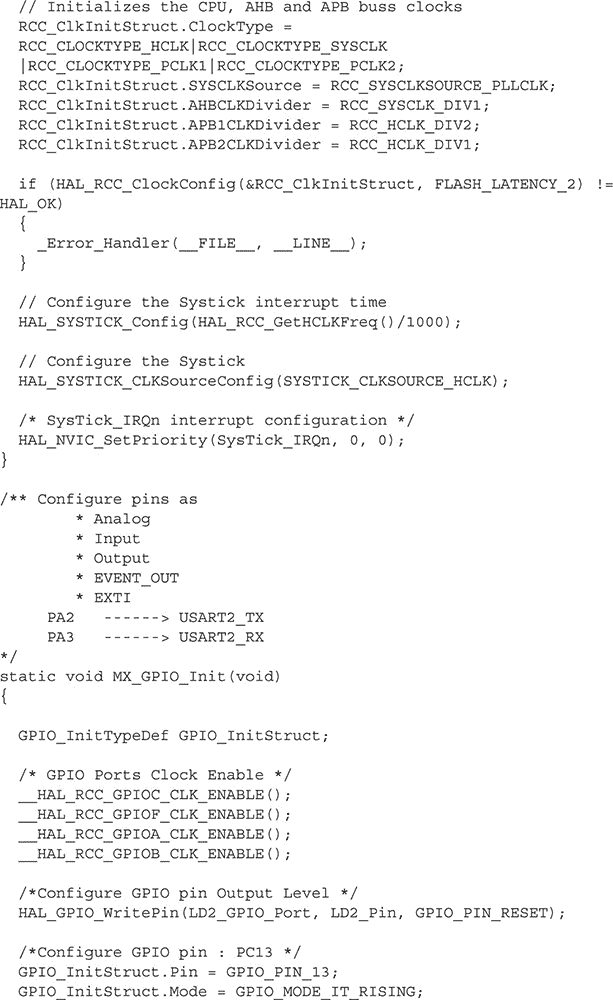 // Initializes the CPU, AHB and APB buss clocks
  RCC_ClkInitStruct.ClockType =
  RCC_CLOCKTYPE_HCLK|RCC_CLOCKTYPE_SYSCLK
  |RCC_CLOCKTYPE_PCLK1|RCC_CLOCKTYPE_PCLK2;
  RCC_ClkInitStruct.SYSCLKSource = RCC_SYSCLKSOURCE_PLLCLK;
  RCC_ClkInitStruct.AHBCLKDivider = RCC_SYSCLK_DIV1;
  RCC_ClkInitStruct.APB1CLKDivider = RCC_HCLK_DIV2;
  RCC_ClkInitStruct.APB2CLKDivider = RCC_HCLK_DIV1;

  if (HAL_RCC_ClockConfig(&RCC_ClkInitStruct, FLASH_LATENCY_2) !=
HAL_OK)
  {
    _Error_Handler(__FILE__, __LINE__);
  }

  // Configure the Systick interrupt time
  HAL_SYSTICK_Config(HAL_RCC_GetHCLKFreq()/1000);

  // Configure the Systick
  HAL_SYSTICK_CLKSourceConfig(SYSTICK_CLKSOURCE_HCLK);

  /* SysTick_IRQn interrupt configuration */
  HAL_NVIC_SetPriority(SysTick_IRQn, 0, 0);
}

/** Configure pins as
        * Analog
        * Input
        * Output
        * EVENT_OUT
        * EXTI
     PA2   ------> USART2_TX
     PA3   ------> USART2_RX
*/
static void MX_GPIO_Init(void)
{

  GPIO_InitTypeDef GPIO_InitStruct;

  /* GPIO Ports Clock Enable */
  __HAL_RCC_GPIOC_CLK_ENABLE();
  __HAL_RCC_GPIOF_CLK_ENABLE();
  __HAL_RCC_GPIOA_CLK_ENABLE();
  __HAL_RCC_GPIOB_CLK_ENABLE();

  /*Configure GPIO pin Output Level */
  HAL_GPIO_WritePin(LD2_GPIO_Port, LD2_Pin, GPIO_PIN_RESET);

  /*Configure GPIO pin : PC13 */
  GPIO_InitStruct.Pin = GPIO_PIN_13;
  GPIO_InitStruct.Mode = GPIO_MODE_IT_RISING;